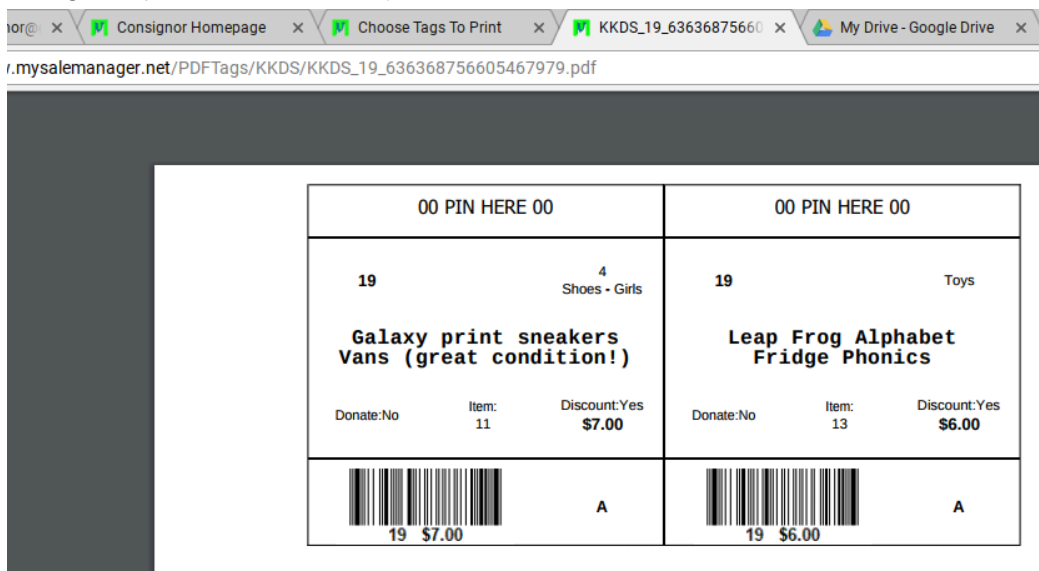 Consignor Homepage
Choose Tags To Print
KKDS_19_63636875660
My Drive - Google Drive
.mysalemanager.net/PDFTags/KKDS/KKDS_19_636368756605467979.pdf
00 PIN HERE 00
00 PIN HERE 00
19
4
Shoes - Girls
Galaxy print sneakers
Vans (great condition!)
Donate:No
Item:
11
Discount:Yes
$7.00
19 $7.00
A
19
Toys
Leap Frog Alphabet
Fridge Phonics
Donate:No
Item:
13
Discount:Yes
$6.00
19 $6.00
A